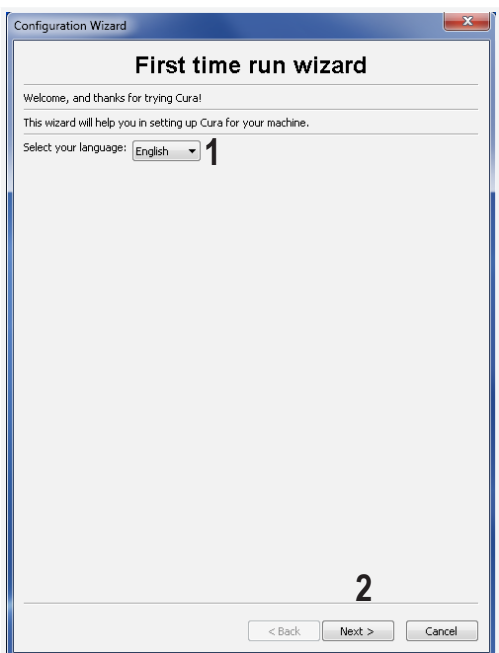 Configuration Wizard
First time run wizard
Welcome, and thanks for trying Cura!
This wizard will help you in setting up Cura for your machine.
Select your language: English 1
2
< Back Next > Cancel